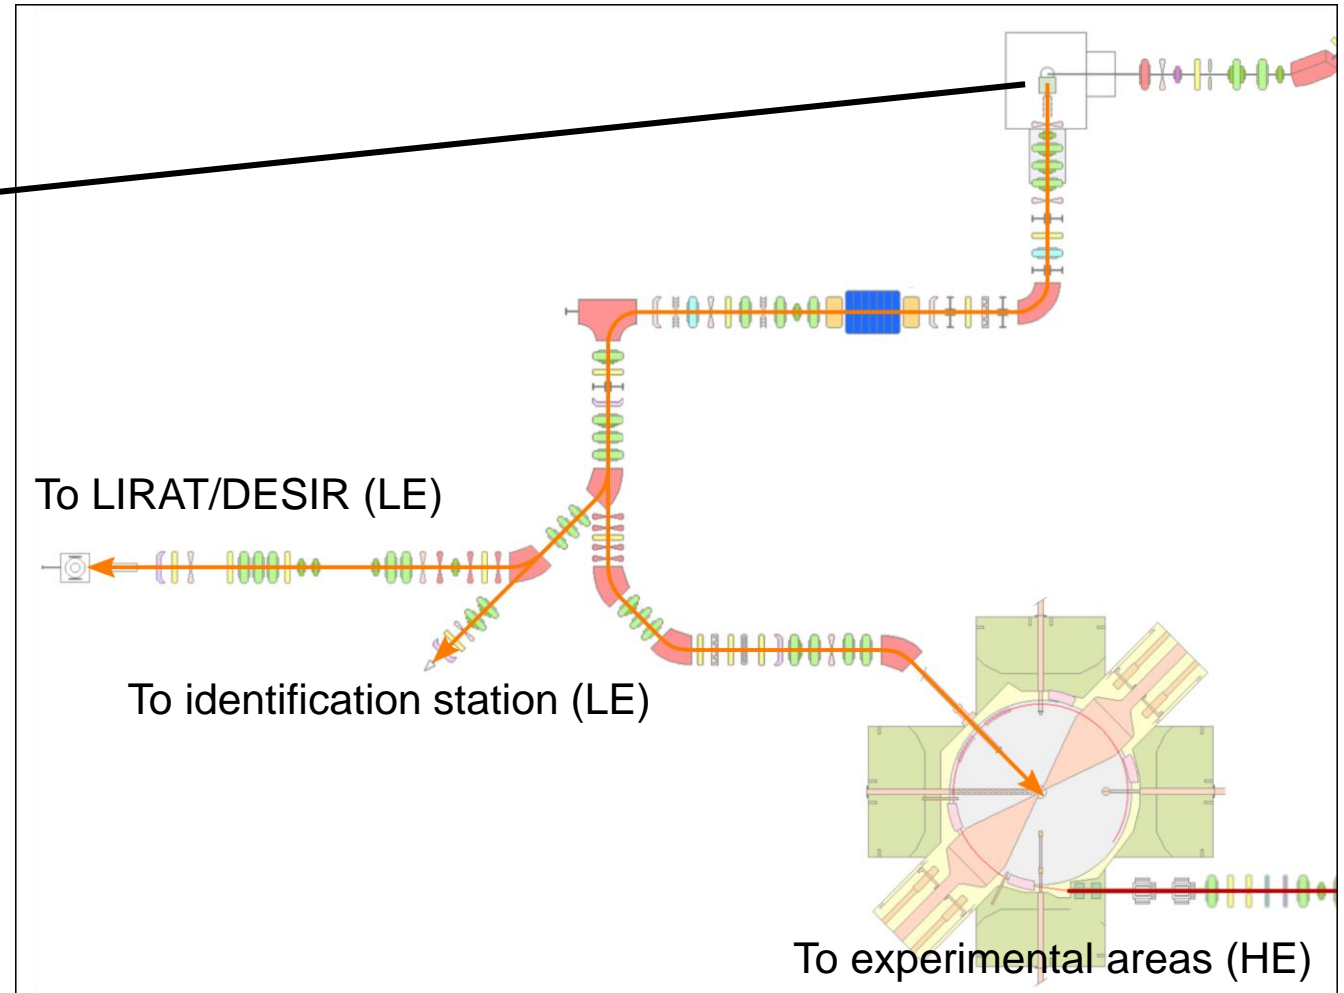 To LIRAT/DESIR (LE)
To identification station (LE)
To experimental areas (HE)